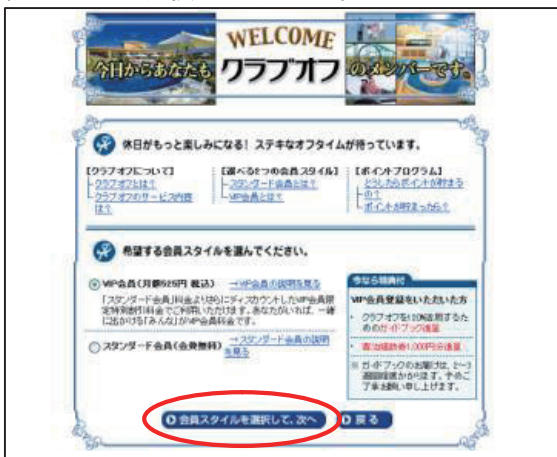 WELCOME
今日からあなたも クラブオフ のメンバーです。
休日がもっと楽しみになる! ステキなオフタイムが待っています。
【クラブオフについて】
クラブオフとは?
クラブオフのサービス内容は?
【選べる2つの会員スタイル】
スタンダード会員とは?
VIP会員とは?
【ポイントプログラム】
どうしたらポイントが貯まるの?
ポイントが貯まったら?
希望する会員スタイルを選んでください。
VIP会員(月額525円 税込) →VIP会員の説明を見る
「スタンダード会員」料金よりさらにディスカウントしたVIP会員限
定特別割引料金でご利用いただけます。あなたがいれば、一緒
に出かける「みんな」がVIP会員料金です。
スタンダード会員(会費無料) →スタンダード会員の説明
を見る
今なら特典付
VIP会員登録をいただいた方
クラブオフを120%活用するた
めのガイドブック進呈
宿泊補助券1,000円分進呈
※ ガイドブックのお届けは、2~3
週間程度かかります。予めご
了承お願い申し上げます。
会員スタイルを選択して、次へ
戻る